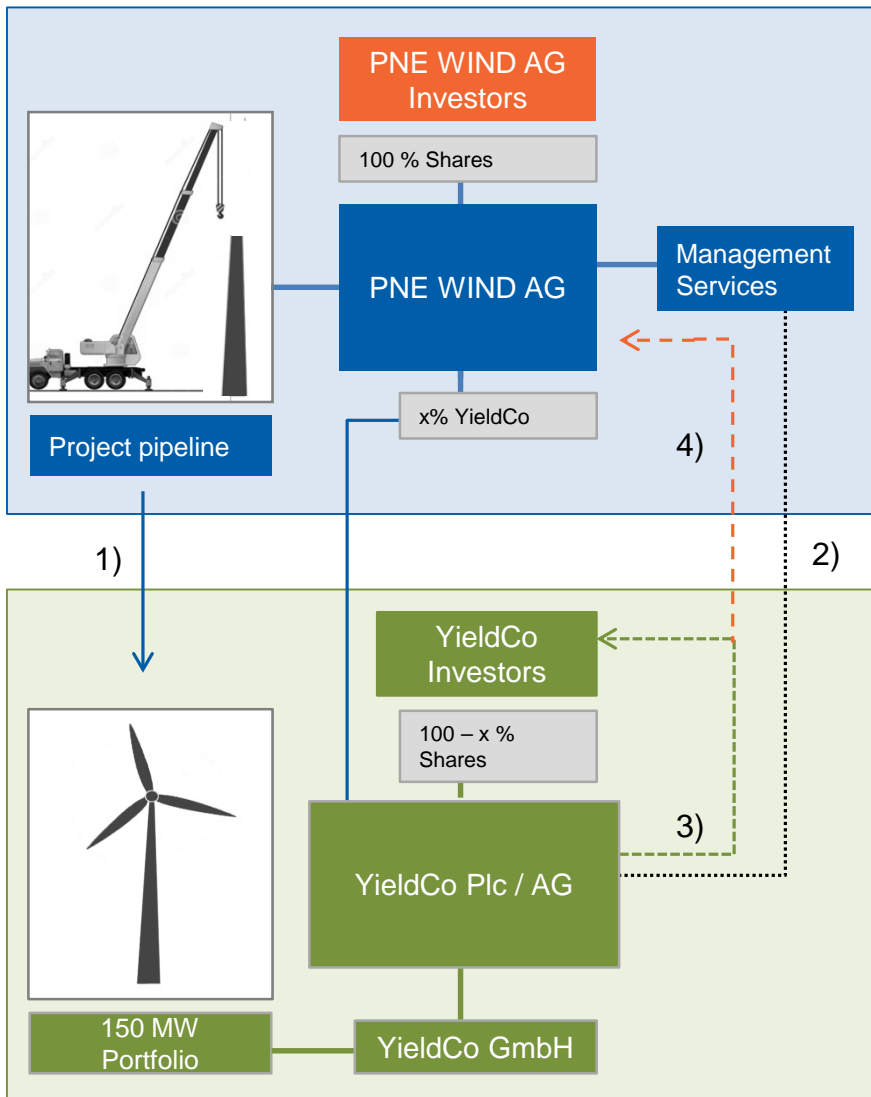 PNE WIND AG
Investors
100 % Shares
PNE WIND AG
Management
Services
x% YieldCo
Project pipeline
4)
1)
2)
YieldCo
Investors
100 – x %
Shares
3)
YieldCo Plc / AG
150 MW
Portfolio
YieldCo GmbH